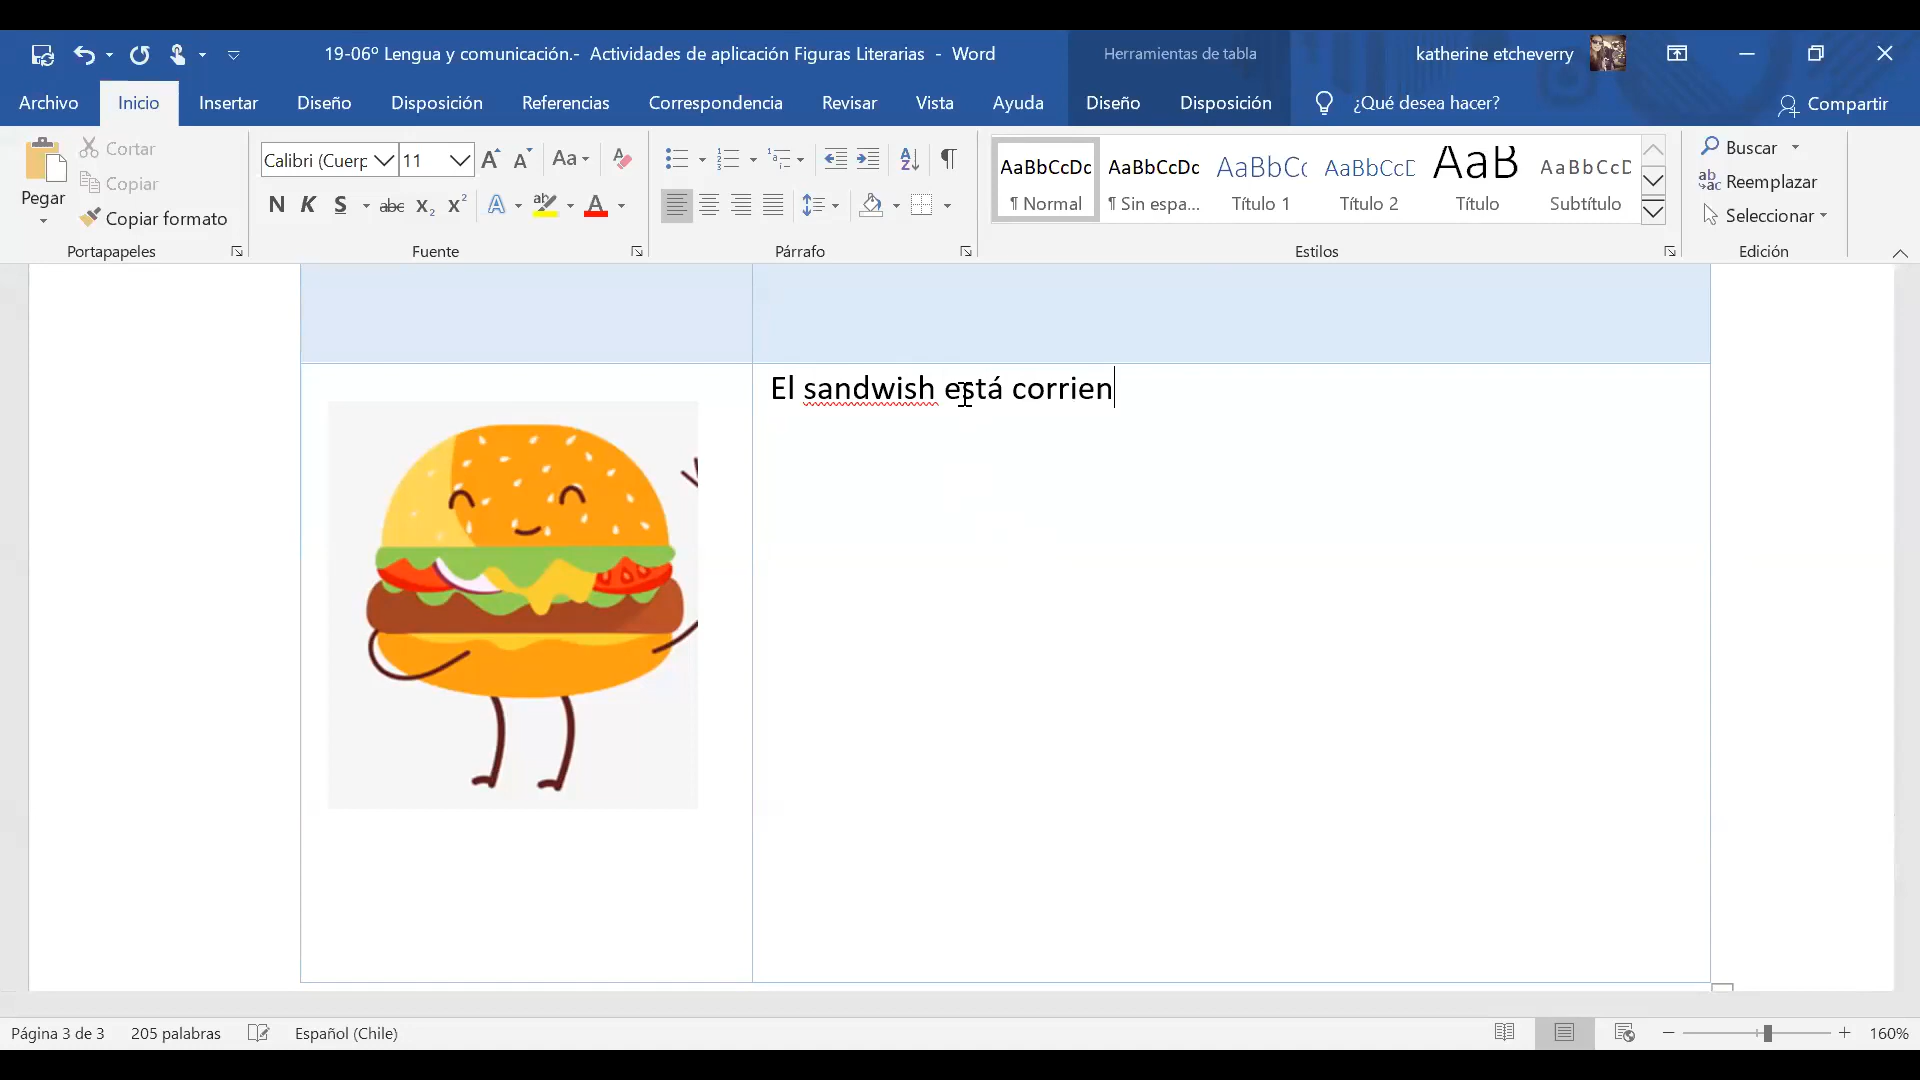 19-06º Lengua y comunicación.- Actividades de aplicación Figuras Literarias - Word
Herramientas de tabla
katherine etcheverry
Archivo Inicio Insertar Diseño Disposición Referencias Correspondencia Revisar Vista Ayuda Diseño Disposición ¿Qué desea hacer? Compartir
Pegar
Cortar
Copiar
Copiar formato
Portapapeles
Calibri (Cuerp 11
Aa
N K S abc x₂ x² A ab A
Fuente
Párrafo
AaBbCcDc AaBbCcDc AaBbCc AaBbCcD AaB AaBbCcD
¶ Normal ¶ Sin espa... Título 1 Título 2 Título Subtítulo
Estilos
Buscar
Reemplazar
Seleccionar
Edición
El sandwish está corrien
Página 3 de 3 205 palabras Español (Chile) 160%